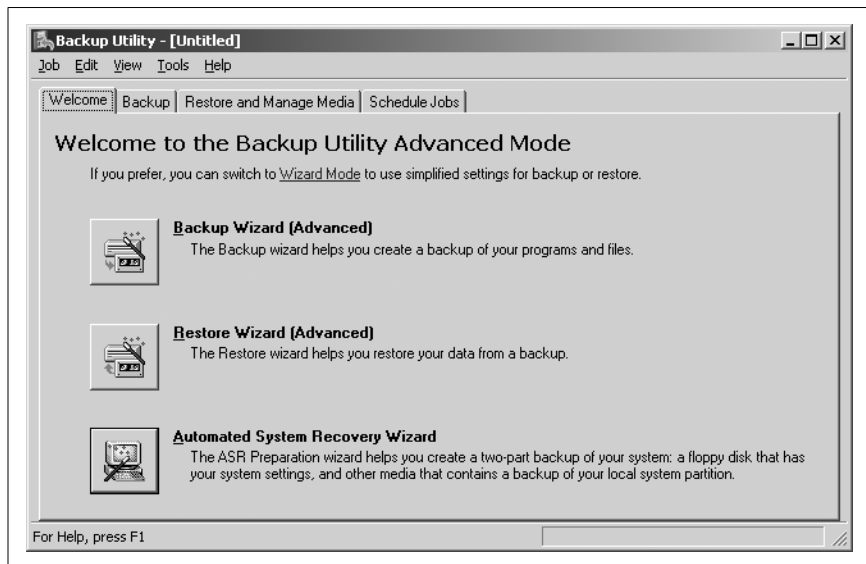 Backup Utility - [Untitled]
Job Edit View Tools Help
Welcome Backup Restore and Manage Media Schedule Jobs
Welcome to the Backup Utility Advanced Mode
If you prefer, you can switch to Wizard Mode to use simplified settings for backup or restore.
Backup Wizard (Advanced)
The Backup wizard helps you create a backup of your programs and files.
Restore Wizard (Advanced)
The Restore wizard helps you restore your data from a backup.
Automated System Recovery Wizard
The ASR Preparation wizard helps you create a two-part backup of your system: a floppy disk that has
your system settings, and other media that contains a backup of your local system partition.
For Help, press F1